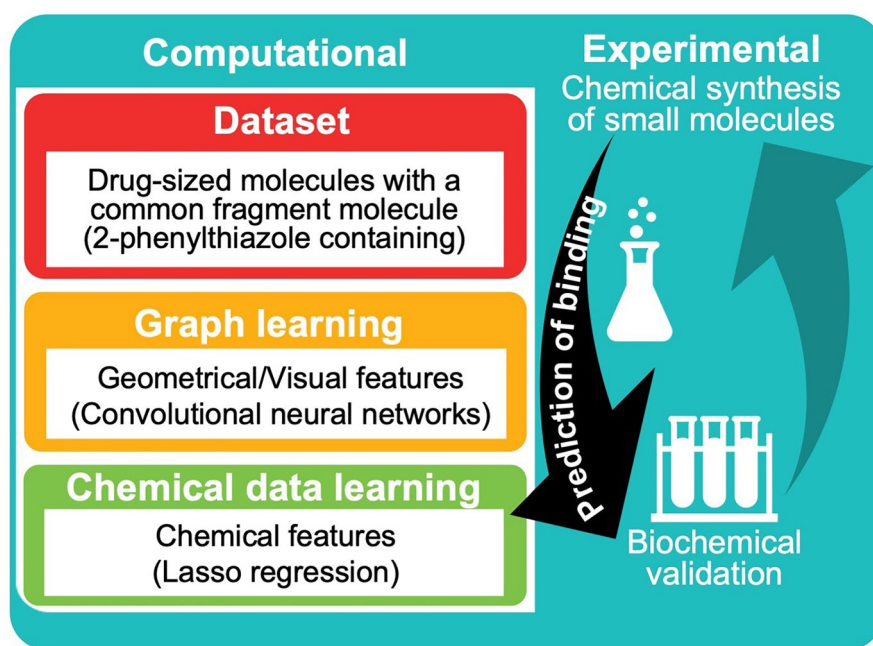 Computational
Dataset
Drug-sized molecules with a
common fragment molecule
(2-phenylthiazole containing)
Graph learning
Geometrical/Visual features
(Convolutional neural networks)
Chemical data learning
Chemical features
(Lasso regression)
Experimental
Chemical synthesis
of small molecules
Prediction of binding
Biochemical
validation